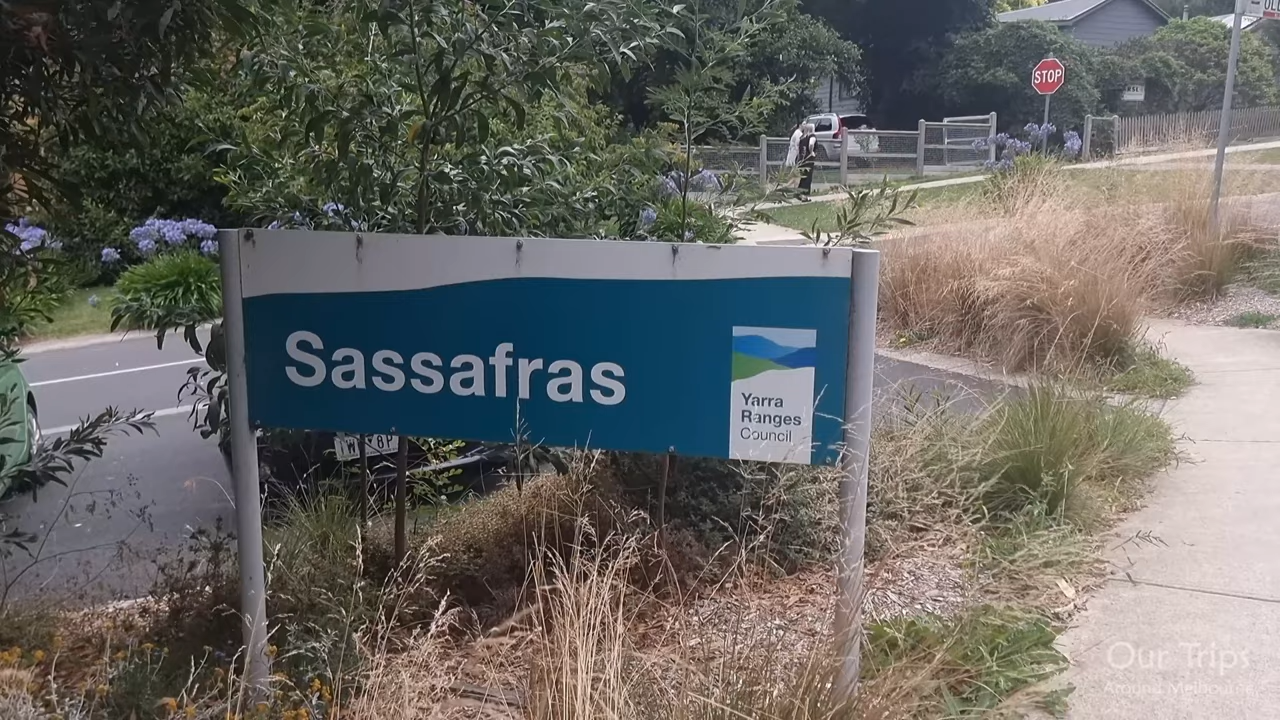 STOP
Sassafras
Yarra
Ranges
Council
Our Trips
Around Melbourne